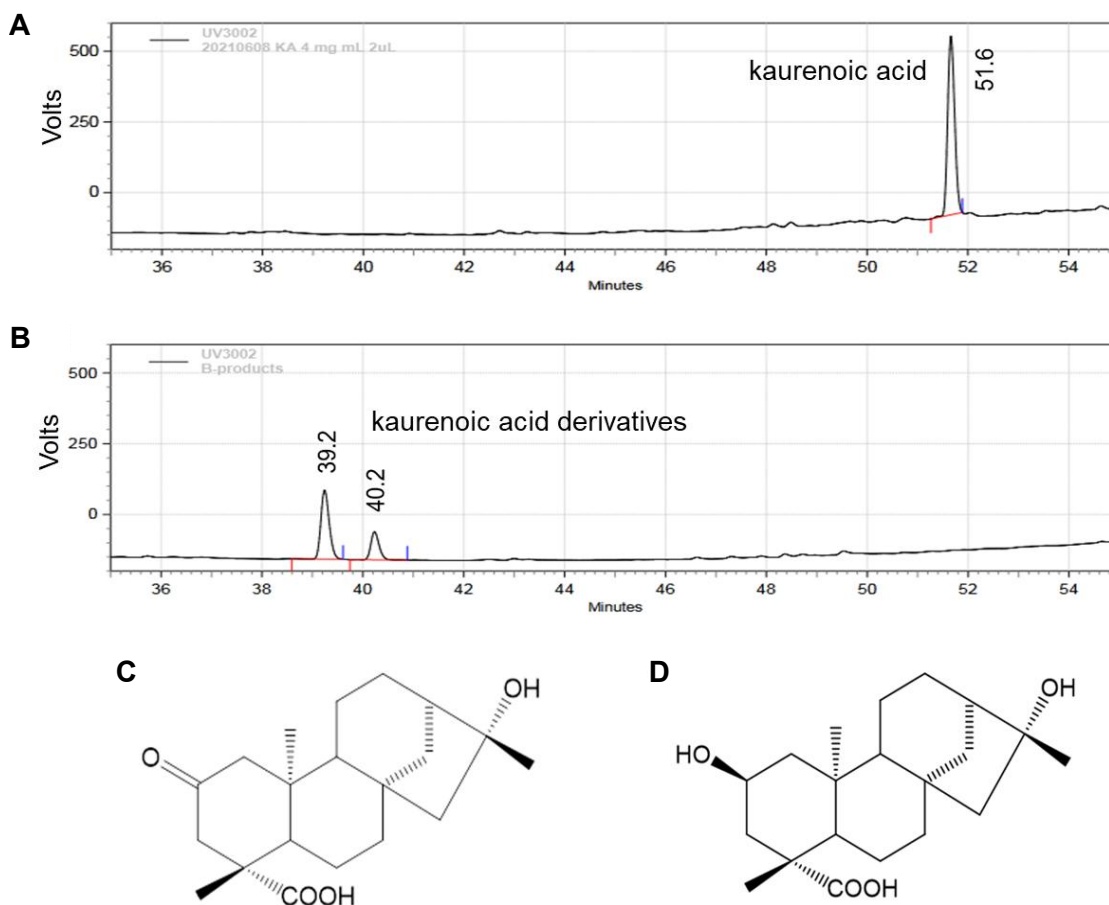 A
UV3002
20210608 KA 4 mg mL 2uL
kaurenoic acid
51.6
Volts
500
250
0
36 38 40 42 44 46 48 50 52 54
Minutes
B
UV3002
B-products
kaurenoic acid derivatives
39.2
40.2
Volts
500
250
0
36 38 40 42 44 46 48 50 52 54
Minutes
C
OH
O
COOH
D
OH
HO
COOH